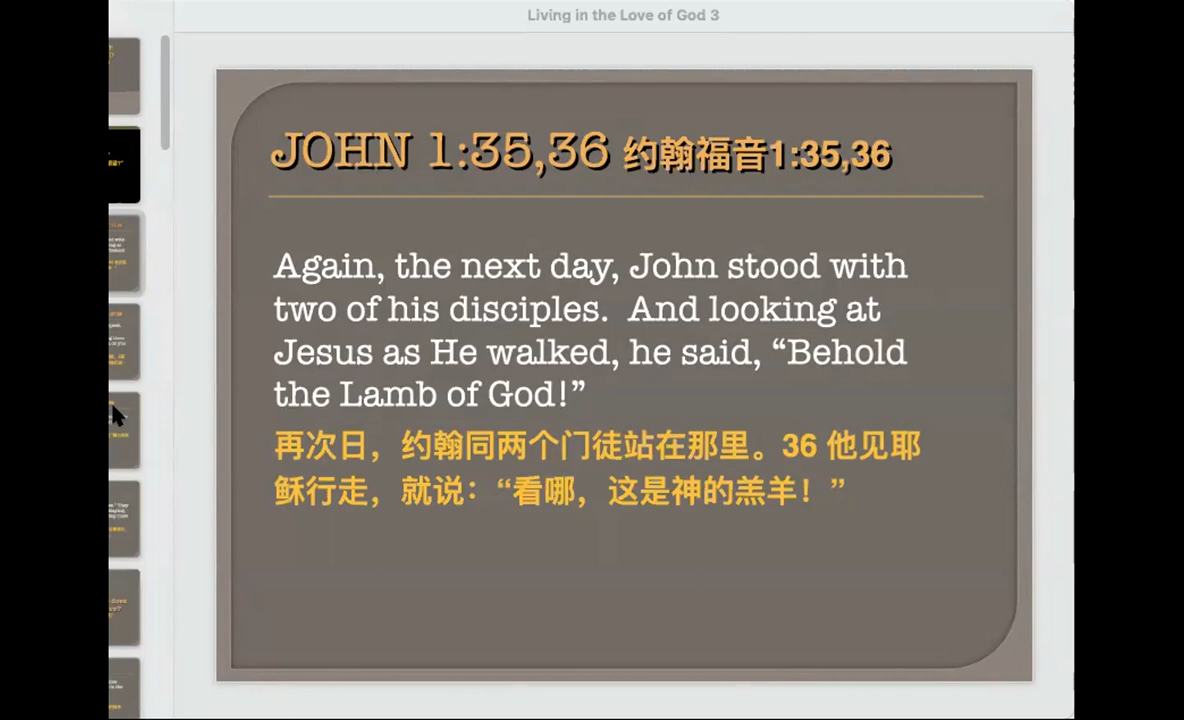 Living in the Love of God 3
JOHN 1:35,36 约翰福音1:35,36
Again, the next day, John stood with
two of his disciples.  And looking at
Jesus as He walked, he said, “Behold
the Lamb of God!”
再次日，约翰同两个门徒站在那里。36 他见耶
稣行走，就说：“看哪，这是神的羔羊！”